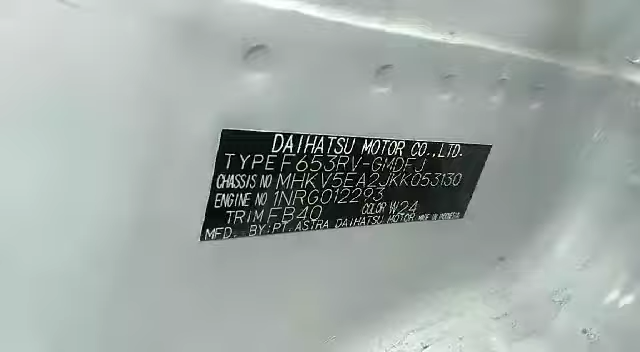 DAIHATSU MOTOR CO.,LTD.
TYPE F653RV-GMDFJ
CHASSIS NO MHKV5EA2JKK053130
ENGINE NO 1NRG012293
TRIM FB40 COLOR W24
MFD. BY:PT. ASTRA DAIHATSU MOTOR MADE IN INDONESIA